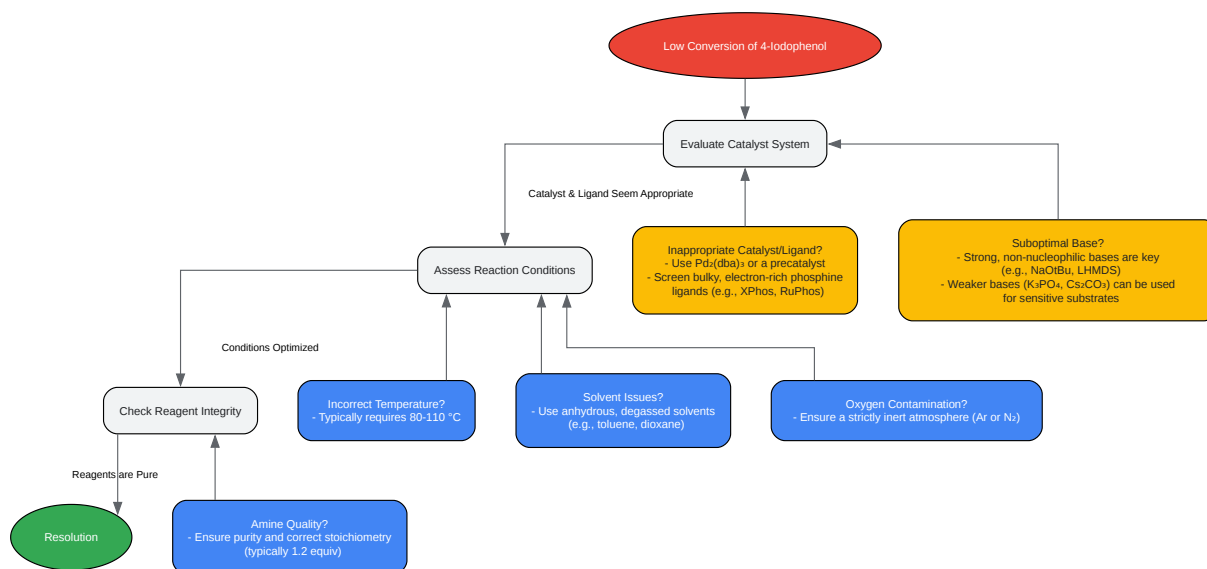 Low Conversion of 4-Iodophenol
Evaluate Catalyst System
Catalyst & Ligand Seem Appropriate
Inappropriate Catalyst/Ligand?
- Use Pd₂(dba)₃ or a precatalyst
- Screen bulky, electron-rich phosphine
ligands (e.g., XPhos, RuPhos)
Suboptimal Base?
- Strong, non-nucleophilic bases are key
(e.g., NaOtBu, LHMDS)
- Weaker bases (K₃PO₄, Cs₂CO₃) can be used
for sensitive substrates
Assess Reaction Conditions
Conditions Optimized
Check Reagent Integrity
Incorrect Temperature?
- Typically requires 80-110 °C
Solvent Issues?
- Use anhydrous, degassed solvents
(e.g., toluene, dioxane)
Oxygen Contamination?
- Ensure a strictly inert atmosphere (Ar or N₂)
Reagents are Pure
Resolution
Amine Quality?
- Ensure purity and correct stoichiometry
(typically 1.2 equiv)